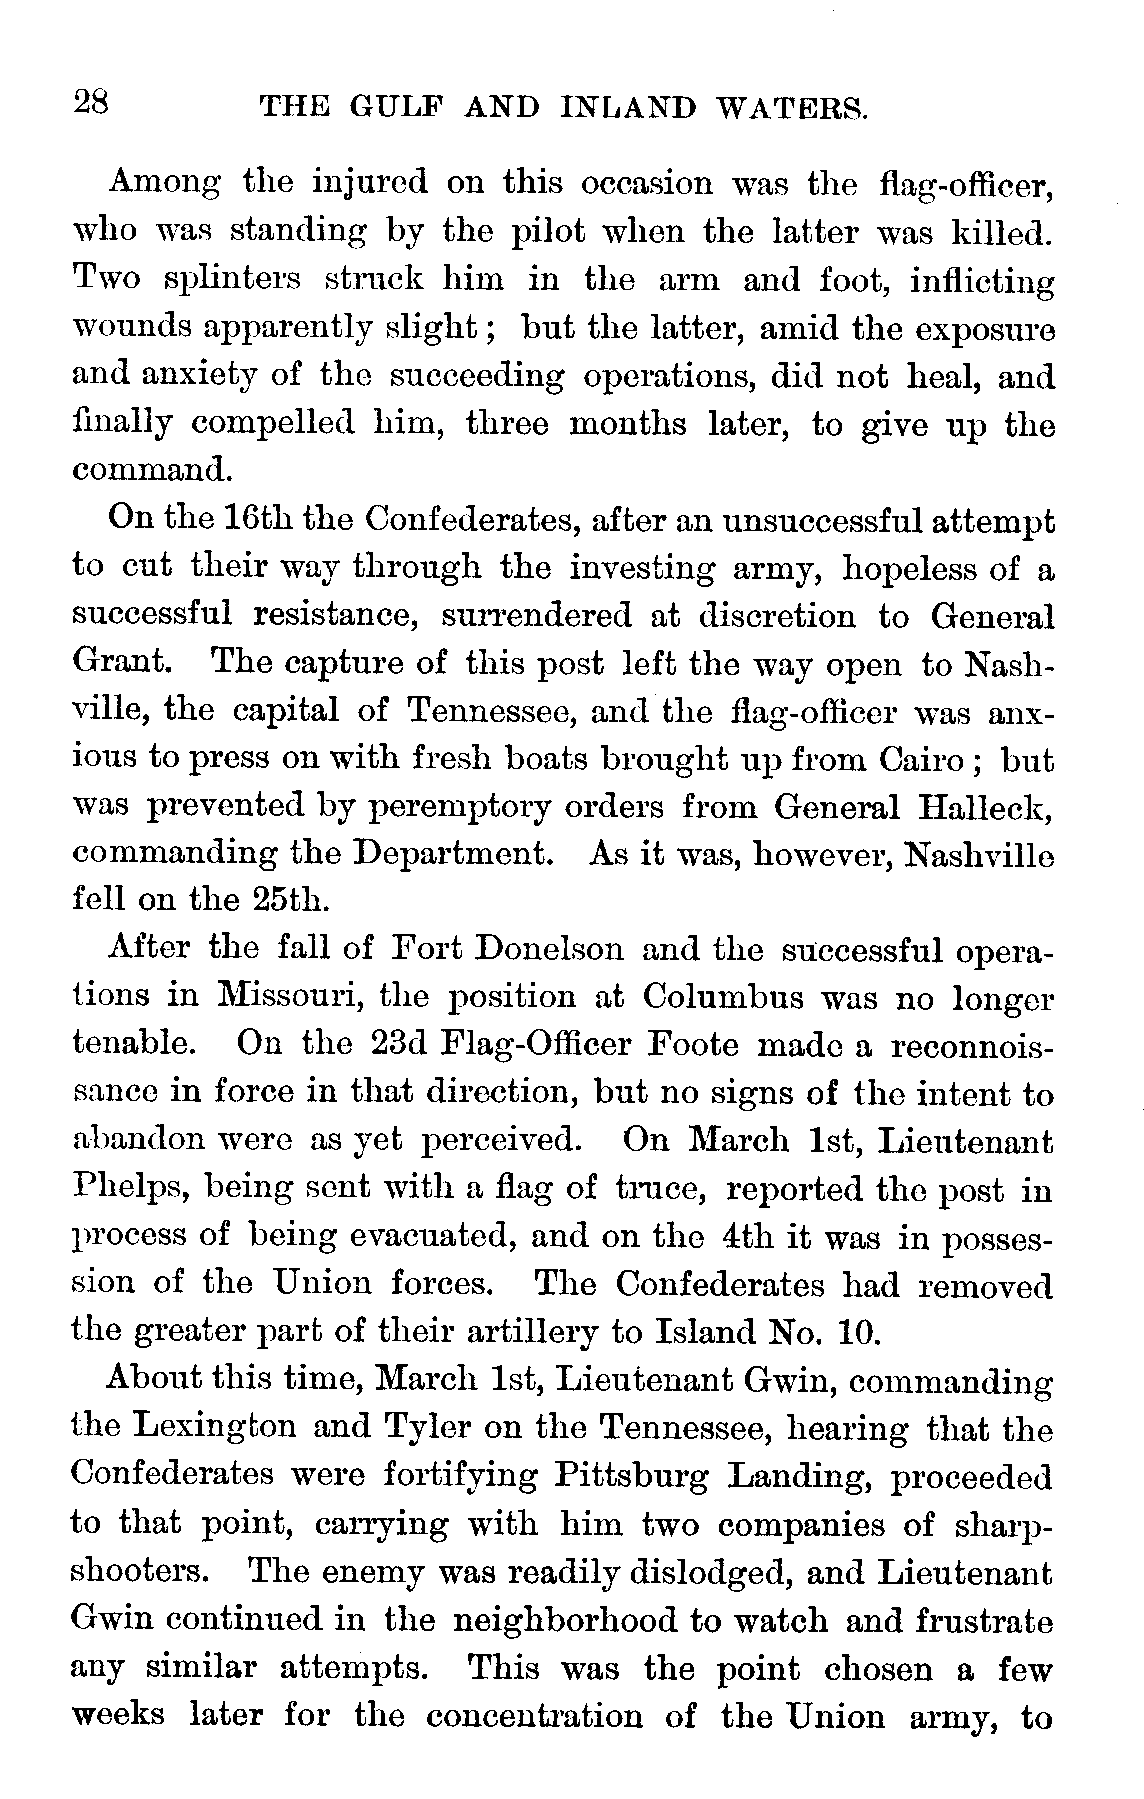 28 THE GULF AND INLAND WATERS.
Among the injured on this occasion was the flag-officer,
who was standing by the pilot when the latter was killed.
Two splinters struck him in the arm and foot, inflicting
wounds apparently slight; but the latter, amid the exposure
and anxiety of the succeeding operations, did not heal, and
finally compelled him, three months later, to give up the
command.
On the 16th the Confederates, after an unsuccessful attempt
to cut their way through the investing army, hopeless of a
successful resistance, surrendered at discretion to General
Grant. The capture of this post left the way open to Nash-
ville, the capital of Tennessee, and the flag-officer was anx-
ious to press on with fresh boats brought up from Cairo; but
was prevented by peremptory orders from General Halleck,
commanding the Department. As it was, however, Nashville
fell on the 25th.
After the fall of Fort Donelson and the successful opera-
tions in Missouri, the position at Columbus was no longer
tenable. On the 23d Flag-Officer Foote made a reconnois-
sance in force in that direction, but no signs of the intent to
abandon were as yet perceived. On March 1st, Lieutenant
Phelps, being sent with a flag of truce, reported the post in
process of being evacuated, and on the 4th it was in posses-
sion of the Union forces. The Confederates had removed
the greater part of their artillery to Island No. 10.
About this time, March 1st, Lieutenant Gwin, commanding
the Lexington and Tyler on the Tennessee, hearing that the
Confederates were fortifying Pittsburg Landing, proceeded
to that point, carrying with him two companies of sharp-
shooters. The enemy was readily dislodged, and Lieutenant
Gwin continued in the neighborhood to watch and frustrate
any similar attempts. This was the point chosen a few
weeks later for the concentration of the Union army, to